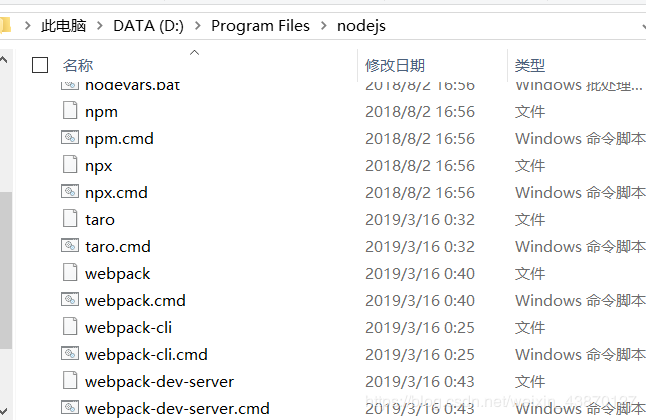 此电脑 > DATA (D:) > Program Files > nodejs
名称 修改日期 类型
nodevars.bat 2018/8/2 16:56 Windows 批处理...
npm 2018/8/2 16:56 文件
npm.cmd 2018/8/2 16:56 Windows 命令脚本
npx 2018/8/2 16:56 文件
npx.cmd 2018/8/2 16:56 Windows 命令脚本
taro 2019/3/16 0:32 文件
taro.cmd 2019/3/16 0:32 Windows 命令脚本
webpack 2019/3/16 0:40 文件
webpack.cmd 2019/3/16 0:40 Windows 命令脚本
webpack-cli 2019/3/16 0:25 文件
webpack-cli.cmd 2019/3/16 0:25 Windows 命令脚本
webpack-dev-server 2019/3/16 0:43 文件
webpack-dev-server.cmd 2019/3/16 0:43 Windows 命令脚本